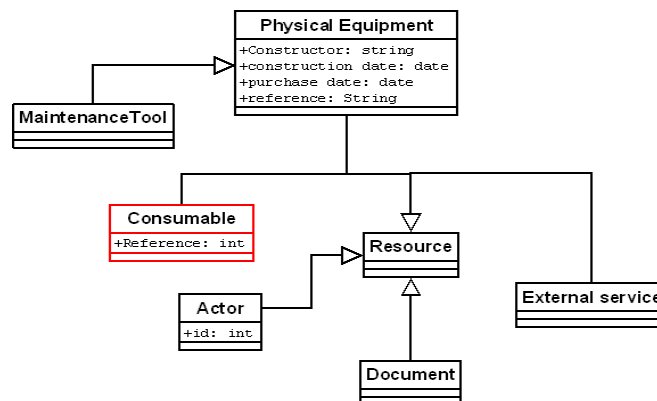 Physical Equipment
+Constructor: string
+construction date: date
+purchase date: date
+reference: String
MaintenanceTool
Consumable
+Reference: int
Resource
Actor
+id: int
External service
Document